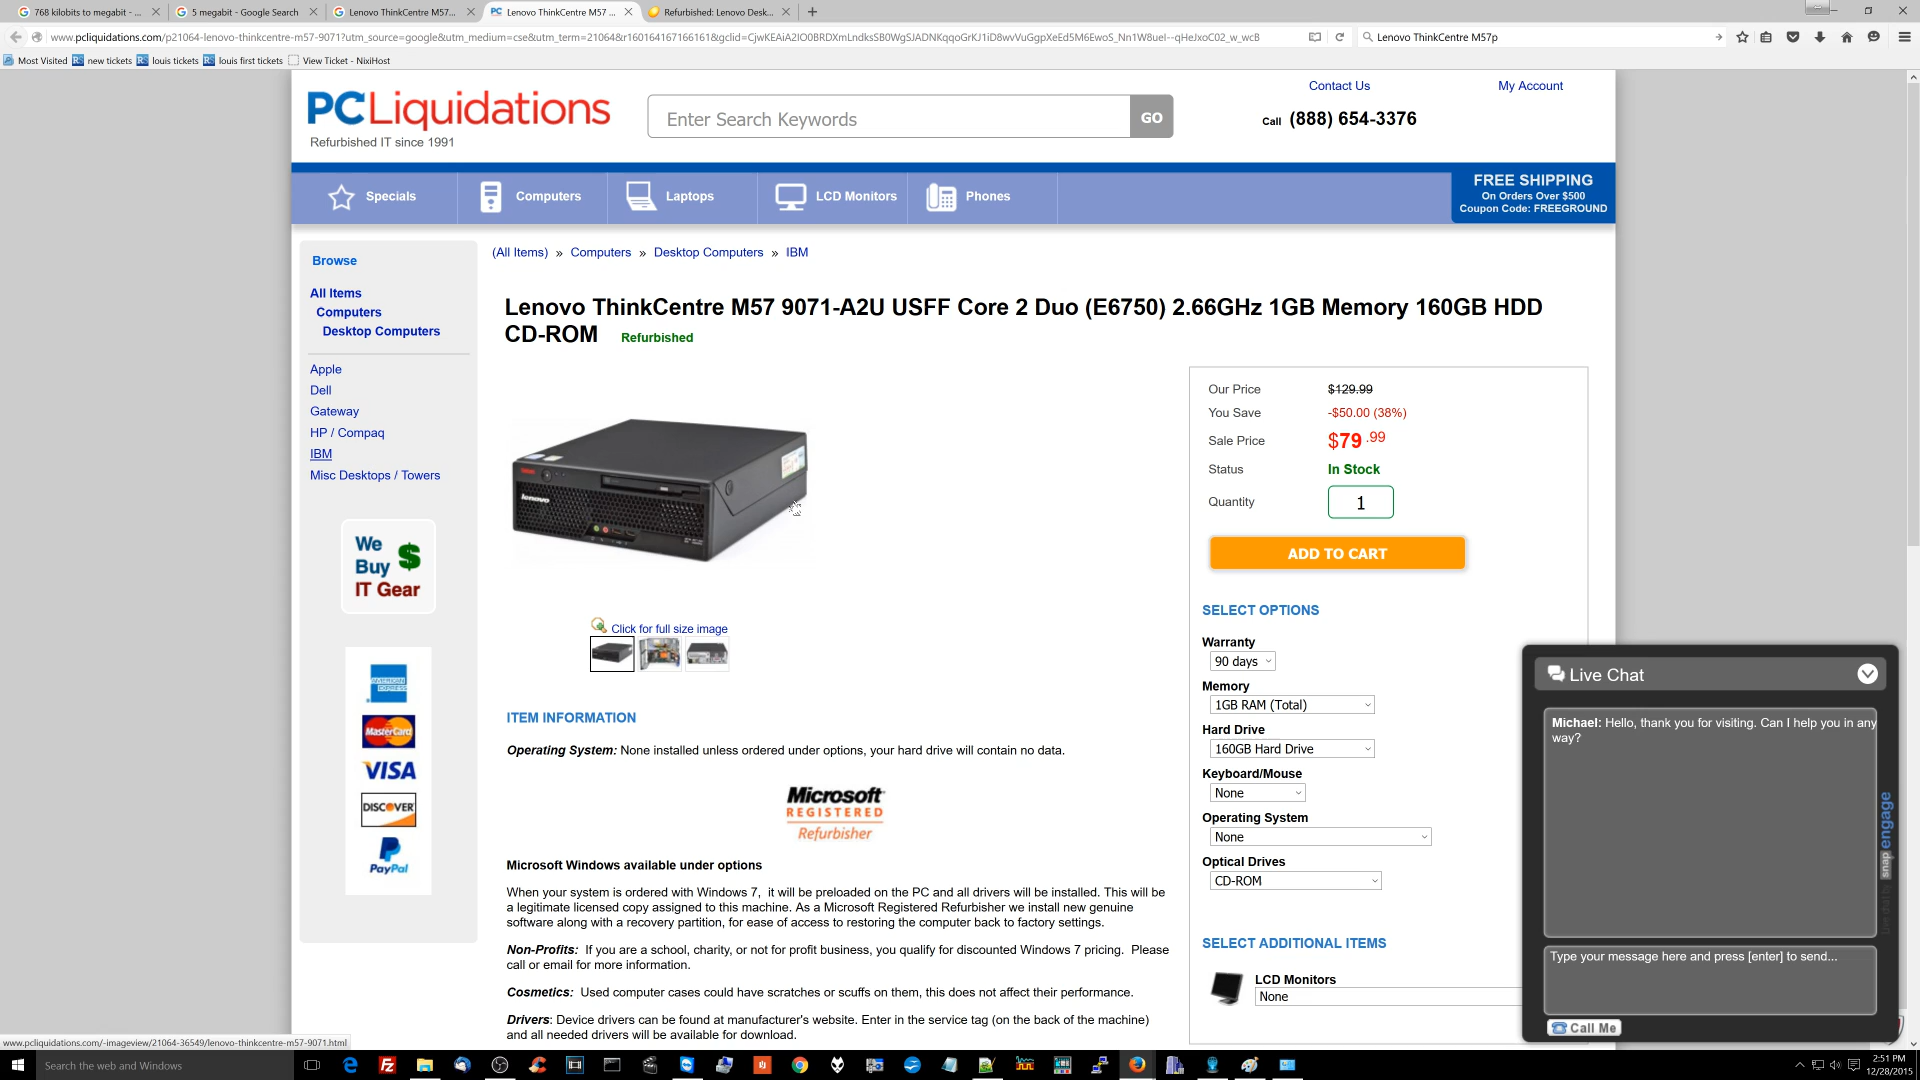 768 kilobits to megabit - ...
5 megabit - Google Search
Lenovo ThinkCentre M57...
PC Lenovo ThinkCentre M57 ...
Refurbished: Lenovo Desk...
www.pcliquidations.com/p21064-lenovo-thinkcentre-m57-9071?utm_source=google&utm_medium=cse&utm_term=21064&r160164167166161&gclid=CjwKEAiA2IO0BRDXmLndksSB0WgSJADNKqqoGrKJ1iD8wvVuGgpXeEd5M6EwoS_Nn1W8ueI--qHeJxoC02_w_wcB
Lenovo ThinkCentre M57p
Most Visited
new tickets
louis tickets
louis first tickets
View Ticket - NixiHost
PCLiquidations
Refurbished IT since 1991
Enter Search Keywords
GO
Contact Us
My Account
Call (888) 654-3376
Specials
Computers
Laptops
LCD Monitors
Phones
FREE SHIPPING
On Orders Over $500
Coupon Code: FREEGROUND
Browse
All Items
Computers
Desktop Computers
Apple
Dell
Gateway
HP / Compaq
IBM
Misc Desktops / Towers
We Buy IT Gear $
AMERICAN EXPRESS
MasterCard
VISA
DISCOVER
PayPal
(All Items) » Computers » Desktop Computers » IBM
Lenovo ThinkCentre M57 9071-A2U USFF Core 2 Duo (E6750) 2.66GHz 1GB Memory 160GB HDD
CD-ROM Refurbished
lenovo
Click for full size image
ITEM INFORMATION
Operating System: None installed unless ordered under options, your hard drive will contain no data.
Microsoft
REGISTERED
Refurbisher
Microsoft Windows available under options
When your system is ordered with Windows 7, it will be preloaded on the PC and all drivers will be installed. This will be
a legitimate licensed copy assigned to this machine. As a Microsoft Registered Refurbisher we install new genuine
software along with a recovery partition, for ease of access to restoring the computer back to factory settings.
Non-Profits: If you are a school, charity, or not for profit business, you qualify for discounted Windows 7 pricing. Please
call or email for more information.
Cosmetics: Used computer cases could have scratches or scuffs on them, this does not affect their performance.
Drivers: Device drivers can be found at manufacturer's website. Enter in the service tag (on the back of the machine)
and all needed drivers will be available for download.
Our Price $129.99
You Save -$50.00 (38%)
Sale Price $79.99
Status In Stock
Quantity 1
ADD TO CART
SELECT OPTIONS
Warranty
90 days
Memory
1GB RAM (Total)
Hard Drive
160GB Hard Drive
Keyboard/Mouse
None
Operating System
None
Optical Drives
CD-ROM
SELECT ADDITIONAL ITEMS
LCD Monitors
None
Live Chat
Michael: Hello, thank you for visiting. Can I help you in any
way?
Live chat by snapengage
Type your message here and press [enter] to send...
Call Me
www.pcliquidations.com/-imageview/21064-36549/lenovo-thinkcentre-m57-9071.html
Search the web and Windows
2:51 PM
12/28/2015